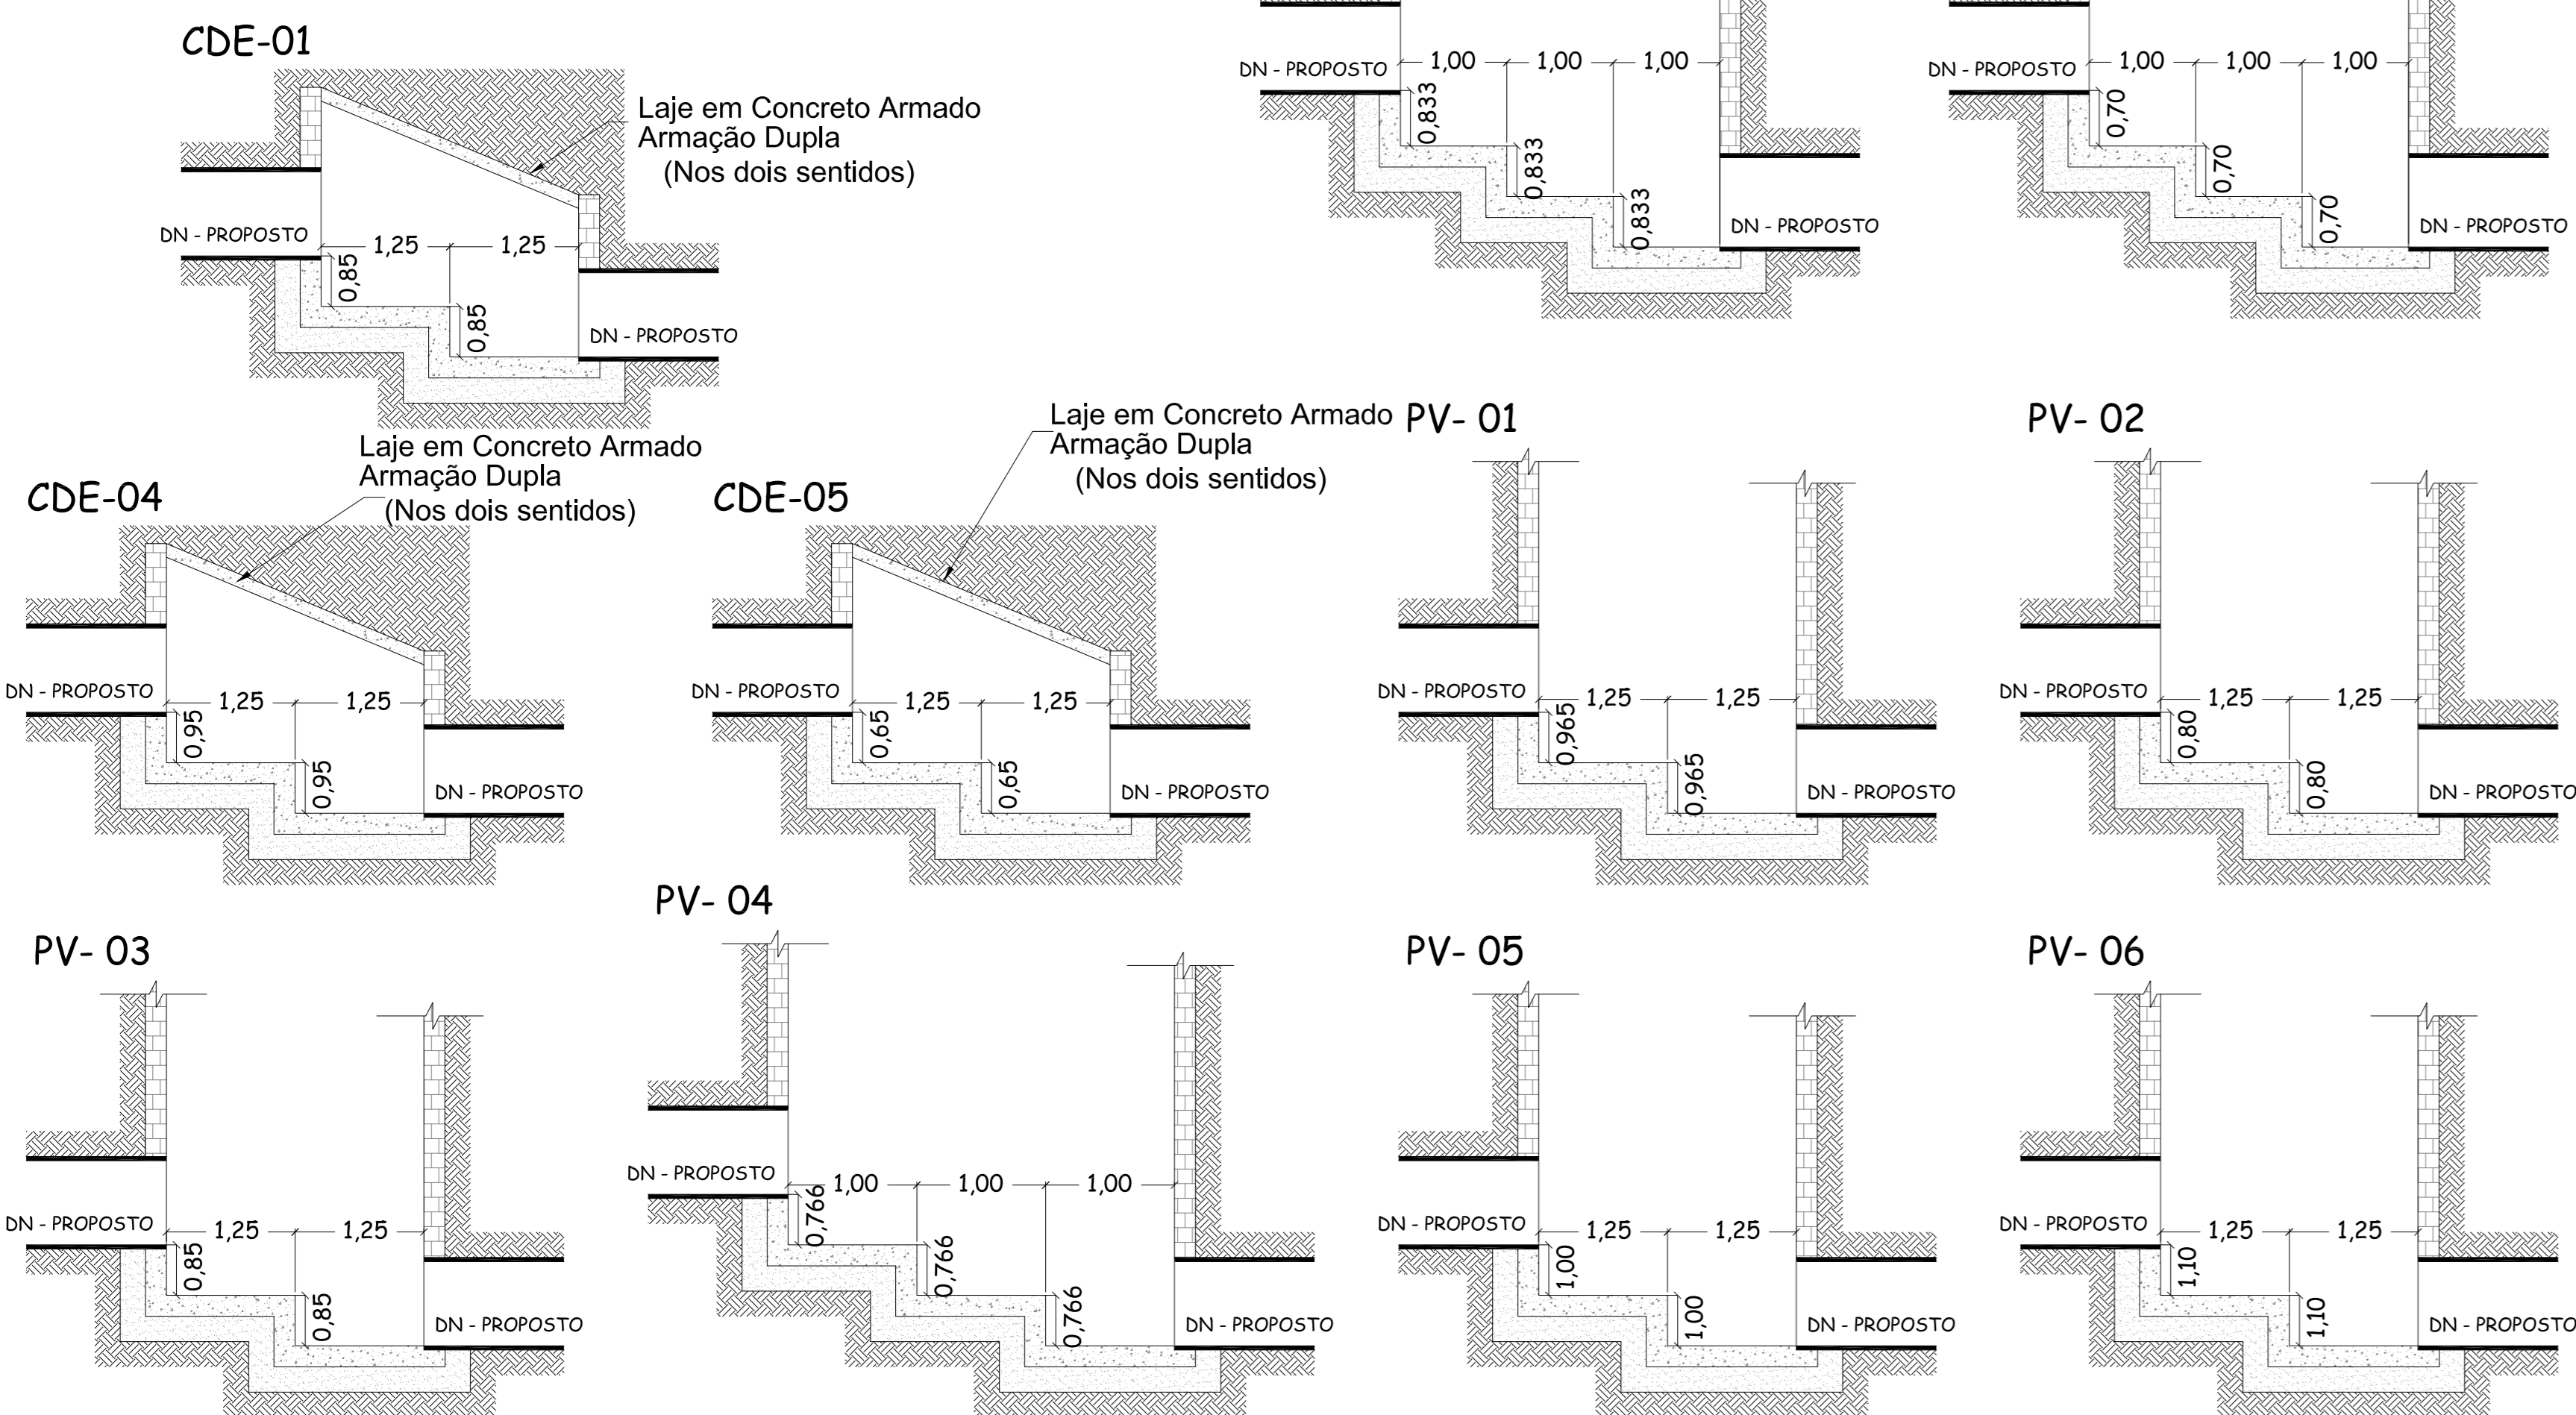 CDE-01
Laje em Concreto Armado
Armação Dupla
(Nos dois sentidos)
DN - PROPOSTO
1,25
1,25
0,85
0,85
DN - PROPOSTO
DN - PROPOSTO
1,00
1,00
1,00
0,833
0,833
0,833
DN - PROPOSTO
DN - PROPOSTO
1,00
1,00
1,00
0,70
0,70
0,70
DN - PROPOSTO
CDE-04
Laje em Concreto Armado
Armação Dupla
(Nos dois sentidos)
DN - PROPOSTO
1,25
1,25
0,95
0,95
DN - PROPOSTO
CDE-05
Laje em Concreto Armado
Armação Dupla
(Nos dois sentidos)
DN - PROPOSTO
1,25
1,25
0,65
0,65
DN - PROPOSTO
PV- 01
DN - PROPOSTO
1,25
1,25
0,965
0,965
DN - PROPOSTO
PV- 02
DN - PROPOSTO
1,25
1,25
0,80
0,80
DN - PROPOSTO
PV- 03
DN - PROPOSTO
1,25
1,25
0,85
0,85
DN - PROPOSTO
PV- 04
DN - PROPOSTO
1,00
1,00
1,00
0,766
0,766
0,766
DN - PROPOSTO
PV- 05
DN - PROPOSTO
1,25
1,25
1,00
1,00
DN - PROPOSTO
PV- 06
DN - PROPOSTO
1,25
1,25
1,10
1,10
DN - PROPOSTO